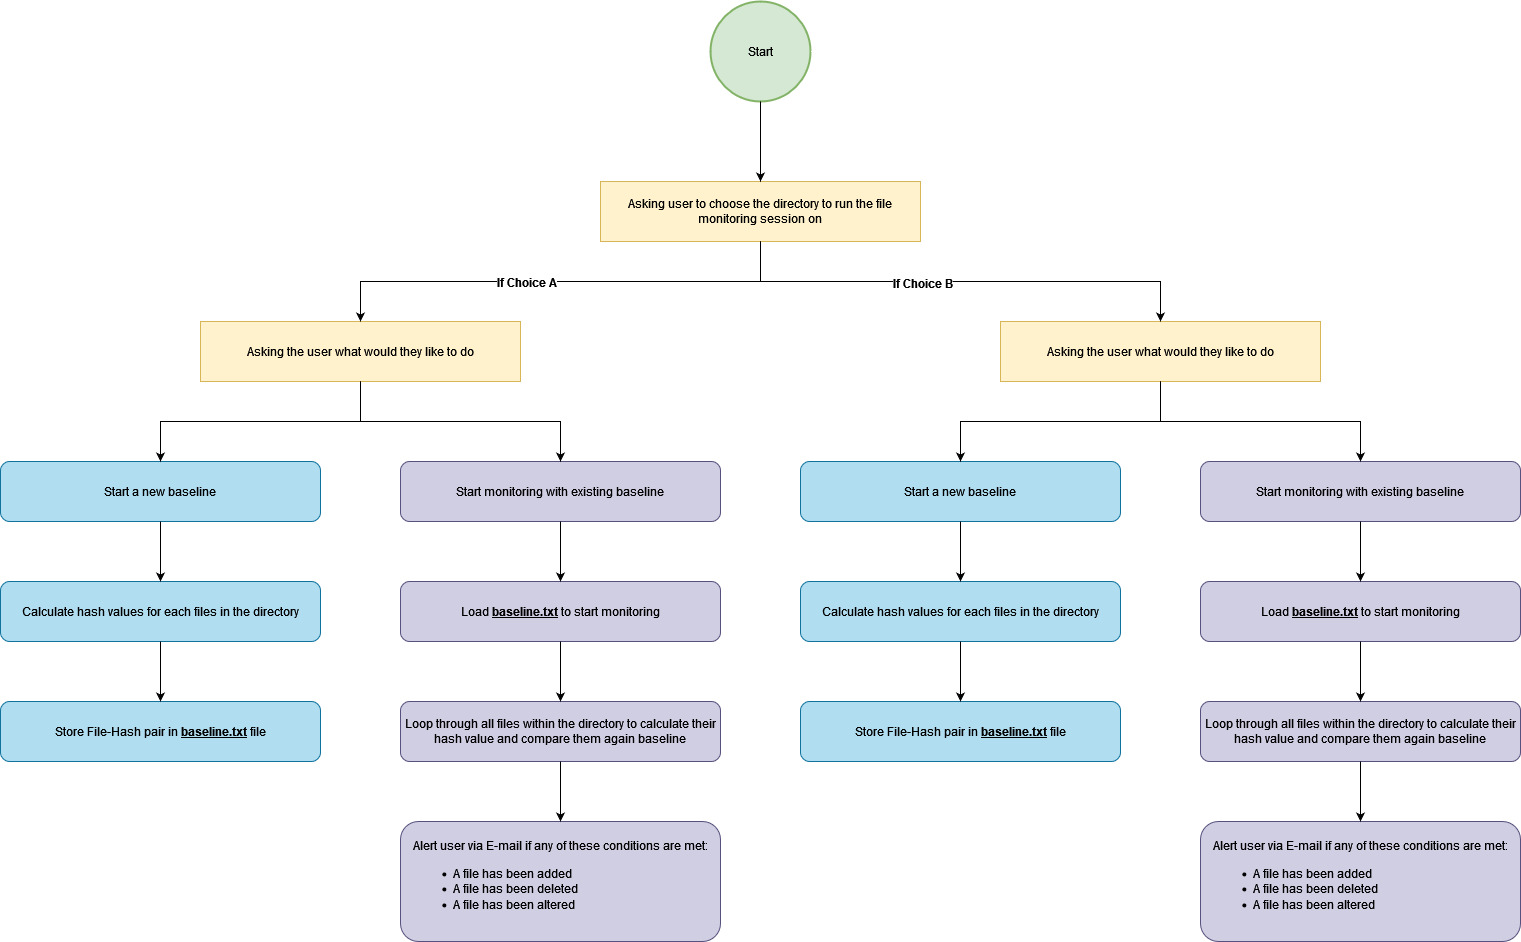 Start
Asking user to choose the directory to run the file
monitoring session on
If Choice A
If Choice B
Asking the user what would they like to do
Asking the user what would they like to do
Start a new baseline
Start monitoring with existing baseline
Start a new baseline
Start monitoring with existing baseline
Calculate hash values for each files in the directory
Load baseline.txt to start monitoring
Calculate hash values for each files in the directory
Load baseline.txt to start monitoring
Store File-Hash pair in baseline.txt file
Loop through all files within the directory to calculate their
hash value and compare them again baseline
Store File-Hash pair in baseline.txt file
Loop through all files within the directory to calculate their
hash value and compare them again baseline
Alert user via E-mail if any of these conditions are met:
• A file has been added
• A file has been deleted
• A file has been altered
Alert user via E-mail if any of these conditions are met:
• A file has been added
• A file has been deleted
• A file has been altered